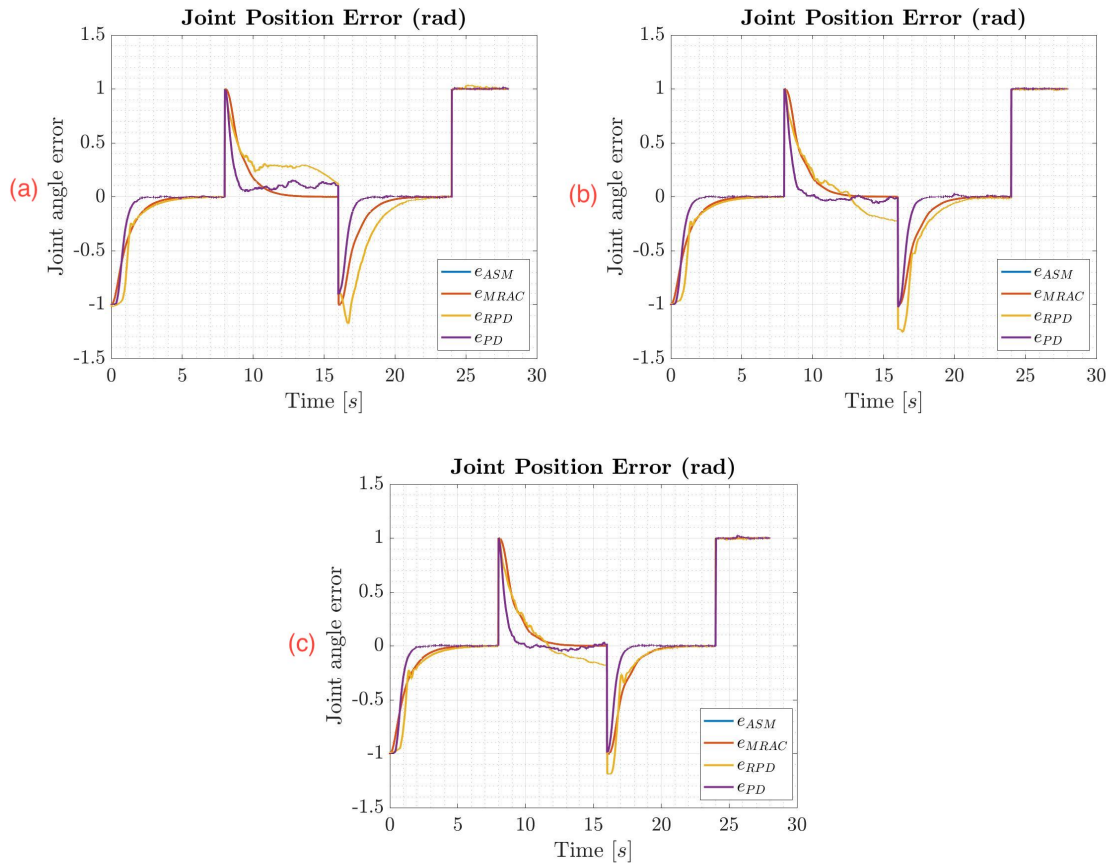 Joint Position Error (rad)
1.5
1
0.5
0
-0.5
-1
-1.5
Joint angle error
(a)
0 5 10 15 20 25 30
Time [s]
e_ASM
e_MRAC
e_RPD
e_PD
Joint Position Error (rad)
1.5
1
0.5
0
-0.5
-1
-1.5
Joint angle error
(b)
0 5 10 15 20 25 30
Time [s]
e_ASM
e_MRAC
e_RPD
e_PD
Joint Position Error (rad)
1.5
1
0.5
0
-0.5
-1
-1.5
Joint angle error
(c)
0 5 10 15 20 25 30
Time [s]
e_ASM
e_MRAC
e_RPD
e_PD